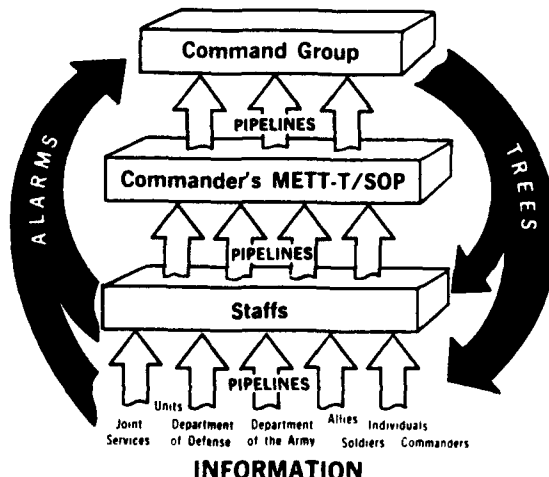 Command Group
PIPELINES
Commander's METT-T/SOP
ALARMS
TREES
PIPELINES
Staffs
PIPELINES
Units
Joint Services
Department of Defense
Department of the Army
Allies
Soldiers
Individuals
Commanders
INFORMATION